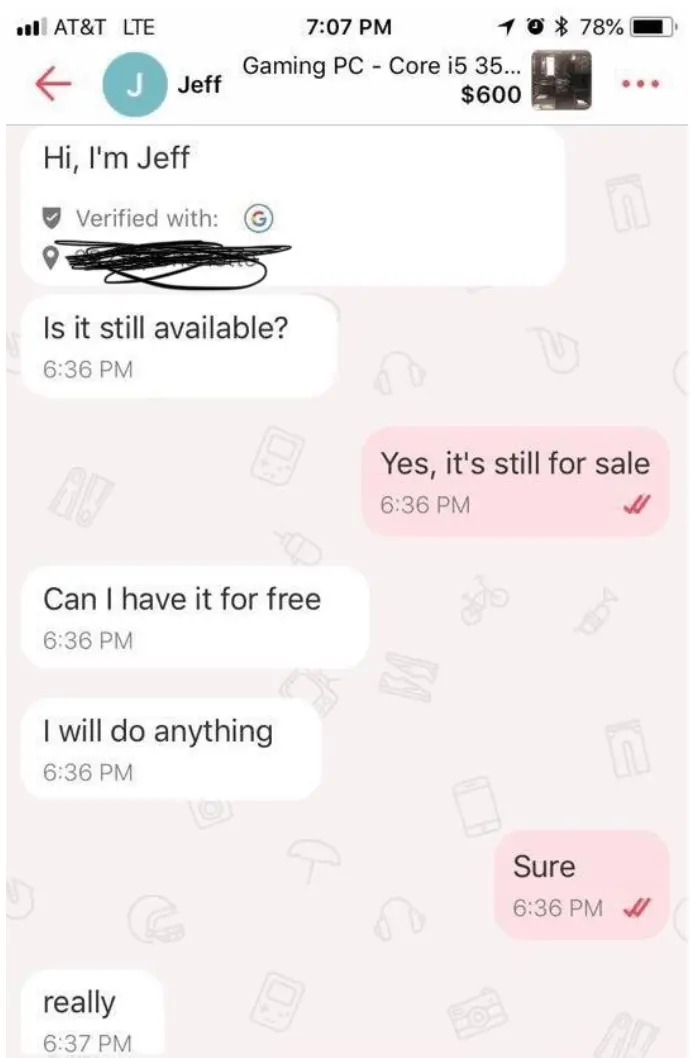 AT&T LTE 7:07 PM 78%
Gaming PC - Core i5 35...
J Jeff
$600
Hi, I'm Jeff
Verified with: G
Is it still available?
6:36 PM
Yes, it's still for sale
6:36 PM
Can I have it for free
6:36 PM
I will do anything
6:36 PM
Sure
6:36 PM
really
6:37 PM